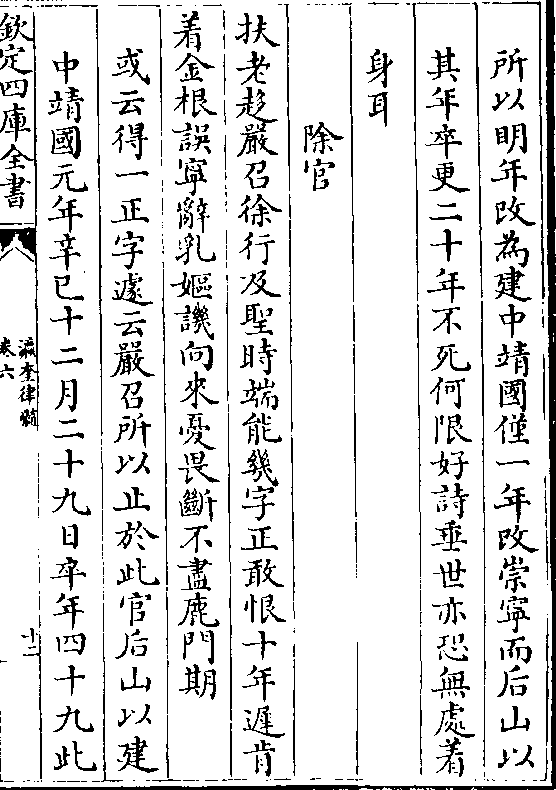 所以明年改為建中靖國僅一年改崇寧而后山以
其年卒更二十年不死何限好詩垂世亦恐無處着
身耳
除官
扶老趍嚴召徐行及聖時端能幾字正敢恨十年遲肯
着金根誤寧辭乳嫗譏向來憂畏斷不盡鹿門期
或云得一正字遽云嚴召所以止於此官后山以建
中靖國元年辛巳十二月二十九日卒年四十九此
欽定四庫全書
瀛奎律髓
卷六
十二